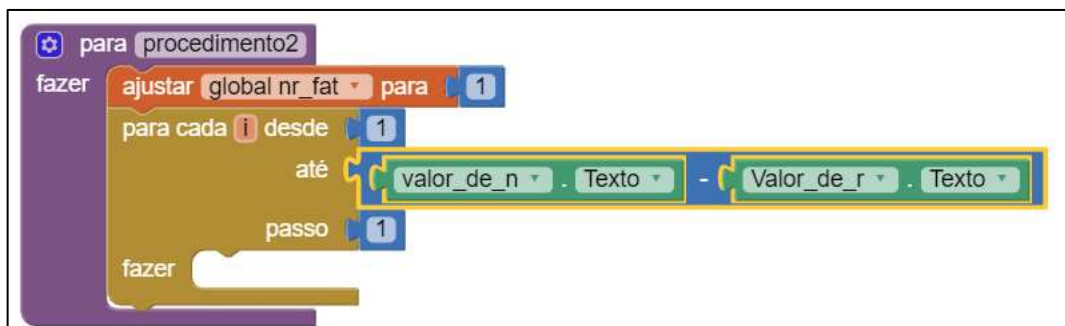 para procedimento2
fazer ajustar global nr_fat para 1
para cada i desde 1
até valor_de_n . Texto - Valor_de_r . Texto
passo 1
fazer